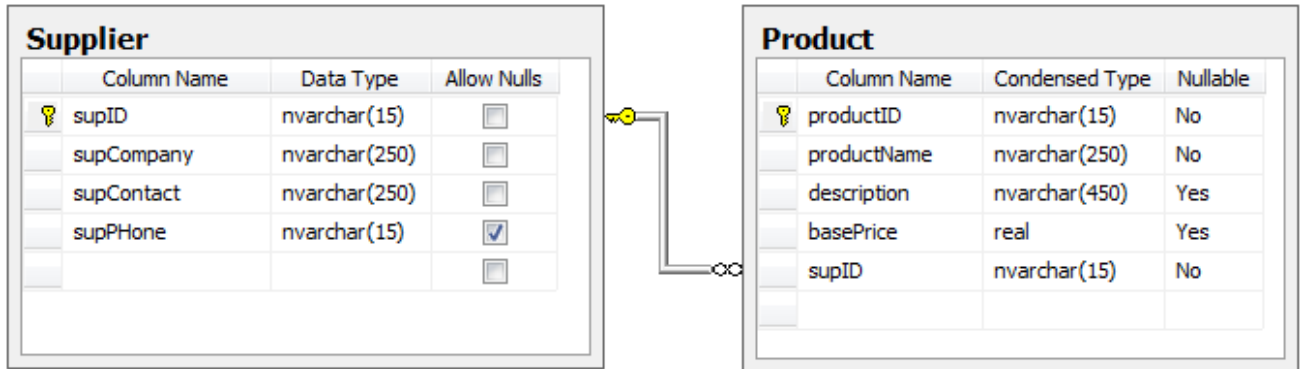 Supplier
Column Name Data Type Allow Nulls
supID nvarchar(15)
supCompany nvarchar(250)
supContact nvarchar(250)
supPHone nvarchar(15)
Product
Column Name Condensed Type Nullable
productID nvarchar(15) No
productName nvarchar(250) No
description nvarchar(450) Yes
basePrice real Yes
supID nvarchar(15) No